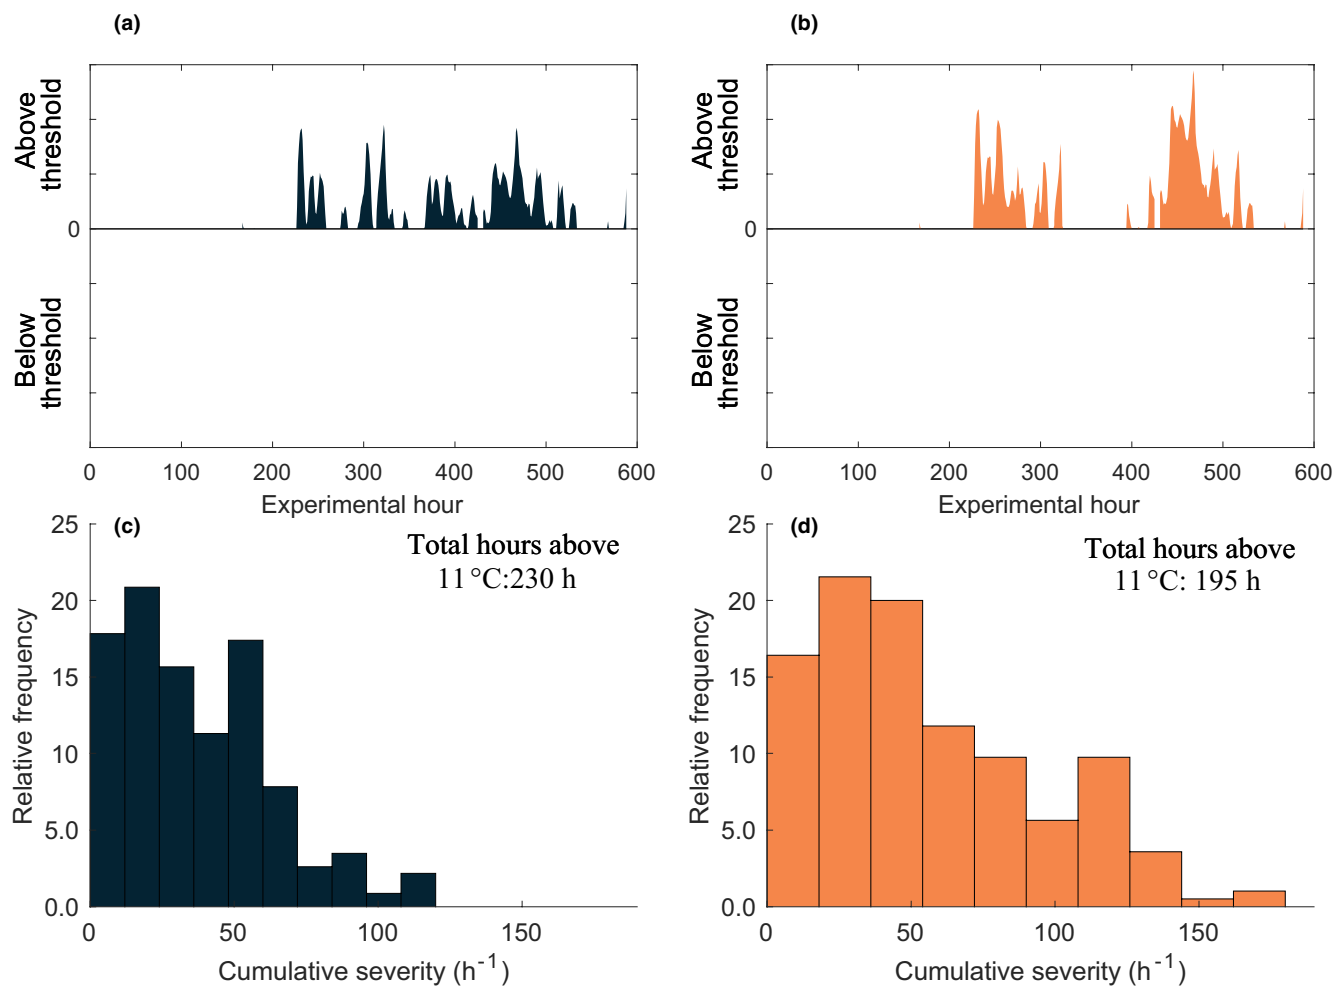 (a)
(b)
Above
threshold
0
Below
threshold
0 100 200 300 400 500 600
Experimental hour
Above
threshold
0
Below
threshold
0 100 200 300 400 500 600
Experimental hour
(c)
Total hours above
11 °C:230 h
25
20
15
10
5.0
0.0
Relative frequency
0 50 100 150
Cumulative severity (h-1)
(d)
Total hours above
11 °C: 195 h
25
20
15
10
5.0
0.0
Relative frequency
0 50 100 150
Cumulative severity (h-1)